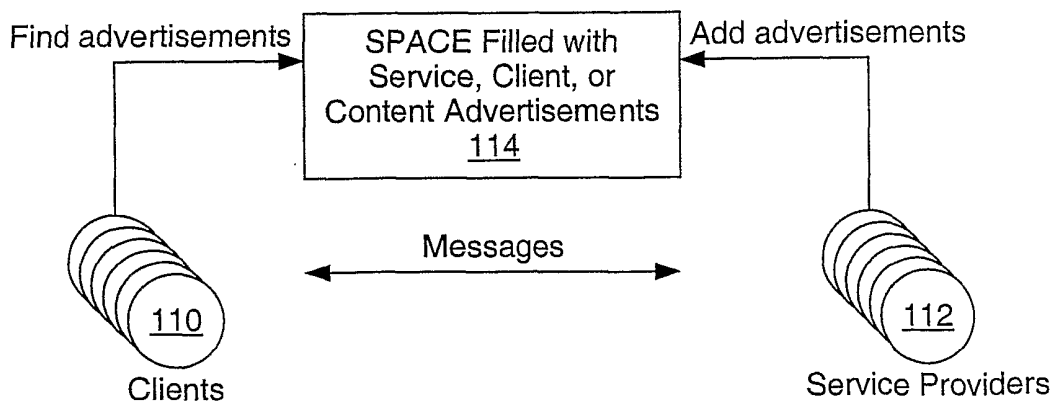 Find advertisements
SPACE Filled with
Service, Client, or
Content Advertisements
114
Add advertisements
Messages
110
112
Clients
Service Providers